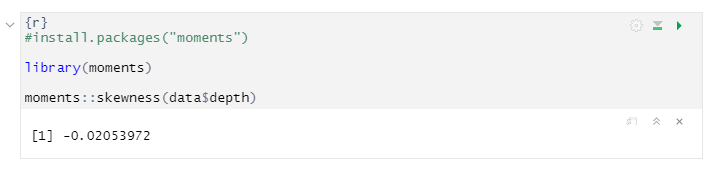 {r}
#install.packages("moments")
library(moments)
moments::skewness(data$depth)
[1] -0.02053972